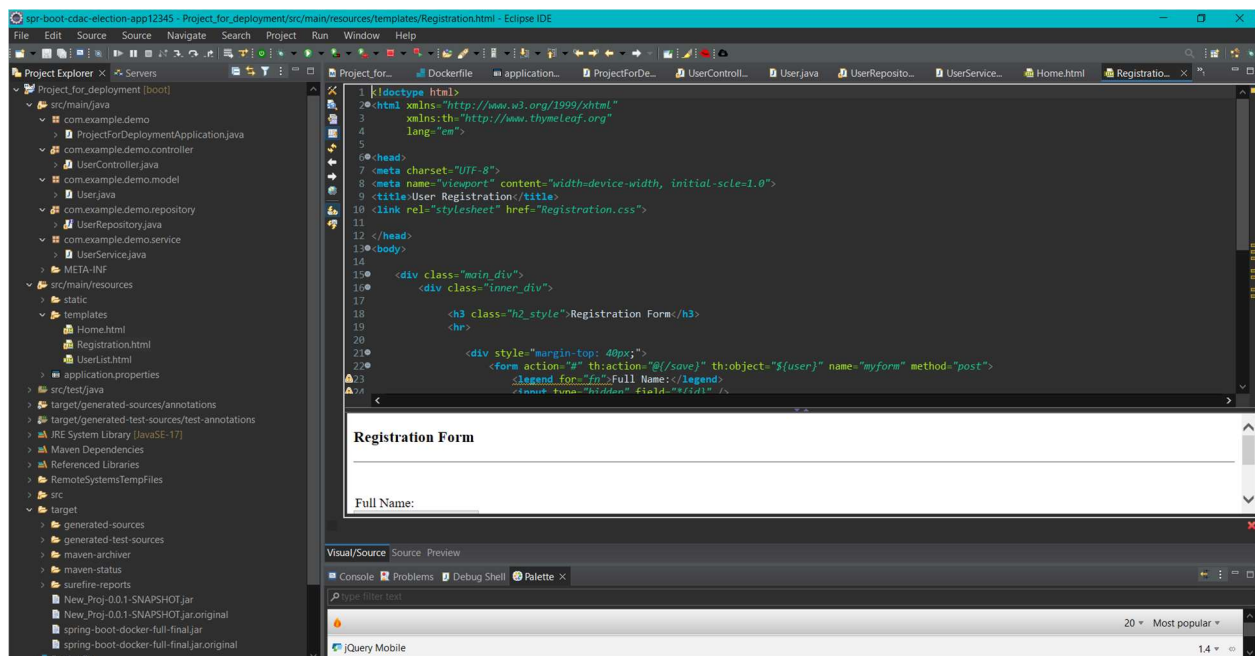 spr-boot-cdac-election-app12345 - Project_for_deployment/src/main/resources/templates/Registration.html - Eclipse IDE
File Edit Source Source Navigate Search Project Run Window Help
Project Explorer Servers
Project_for... Dockerfile application... ProjectForDe... UserControll... User.java UserReposito... UserService... Home.html Registratio...
Project_for_deployment [boot]
src/main/java
com.example.demo
ProjectForDeploymentApplication.java
com.example.demo.controller
UserController.java
com.example.demo.model
User.java
com.example.demo.repository
UserRepository.java
com.example.demo.service
UserService.java
META-INF
src/main/resources
static
templates
Home.html
Registration.html
UserList.html
application.properties
src/test/java
target/generated-sources/annotations
target/generated-test-sources/test-annotations
JRE System Library [JavaSE-17]
Maven Dependencies
Referenced Libraries
RemoteSystemsTempFiles
src
target
generated-sources
generated-test-sources
maven-archiver
maven-status
surefire-reports
New_Proj-0.0.1-SNAPSHOT.jar
New_Proj-0.0.1-SNAPSHOT.jar.original
spring-boot-docker-full-final.jar
spring-boot-docker-full-final.jar.original
1 <!doctype html>
2 <html xmlns="http://www.w3.org/1999/xhtml"
3 xmlns:th="http://www.thymeleaf.org"
4 lang="em">
5
6 <head>
7 <meta charset="UTF-8">
8 <meta name="viewport" content="width=device-width, initial-scle=1.0">
9 <title>User Registration</title>
10 <link rel="stylesheet" href="Registration.css">
11
12 </head>
13 <body>
14
15 <div class="main_div">
16 <div class="inner_div">
17
18 <h3 class="h2_style">Registration Form</h3>
19 <hr>
20
21 <div style="margin-top: 40px;">
22 <form action="#" th:action="@{/save}" th:object="${user}" name="myform" method="post">
23 <legend for="fn">Full Name:</legend>
24 <input type="hidden" field="*{id}" />
Registration Form
Full Name:
Visual/Source Source Preview
Console Problems Debug Shell Palette
type filter text
20 Most popular
jQuery Mobile 1.4